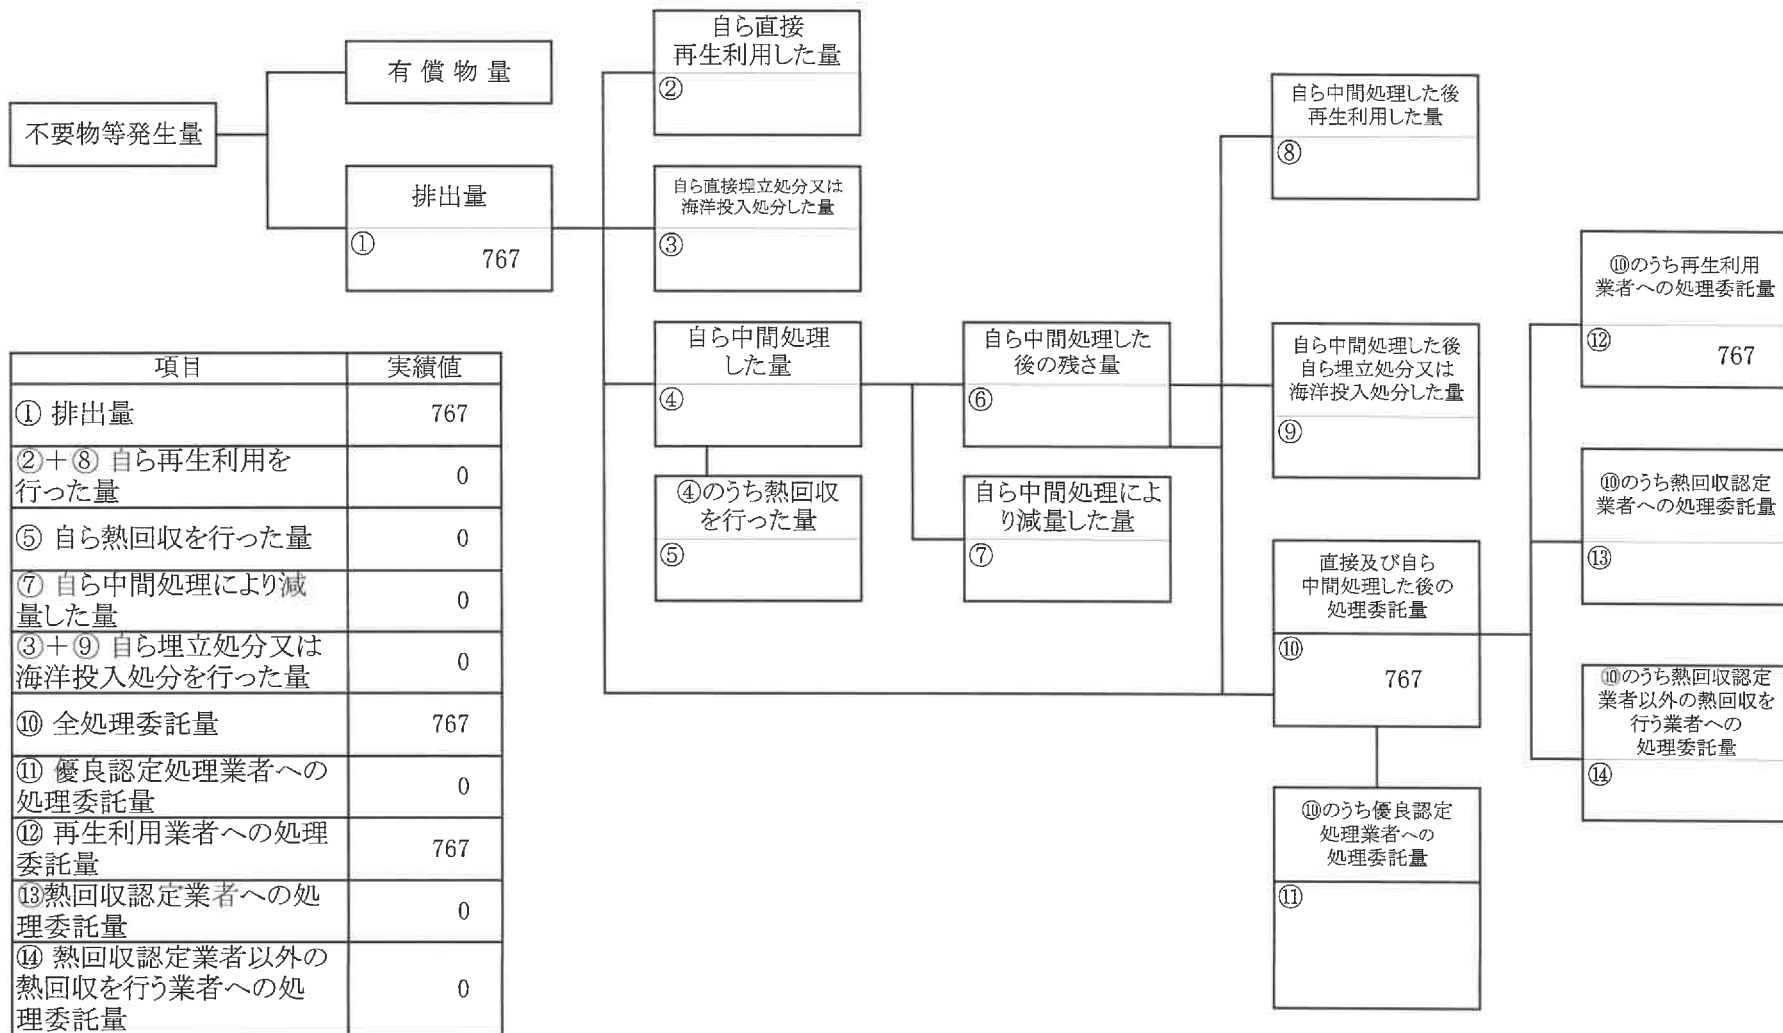 不要物等発生量
有償物量
排出量
①
767
自ら直接
再生利用した量
②
自ら直接埋立処分又は
海洋投入処分した量
③
自ら中間処理
した量
④
④のうち熱回収
を行った量
⑤
自ら中間処理した
後の残さ量
⑥
自ら中間処理によ
り減量した量
⑦
自ら中間処理した後
再生利用した量
⑧
自ら中間処理した後
自ら埋立処分又は
海洋投入処分した量
⑨
直接及び自ら
中間処理した後の
処理委託量
⑩
767
⑩のうち優良認定
処理業者への
処理委託量
⑪
⑩のうち再生利用
業者への処理委託量
⑫
767
⑩のうち熱回収認定
業者への処理委託量
⑬
⑩のうち熱回収認定
業者以外の熱回収を
行う業者への
処理委託量
⑭
項目 実績値
① 排出量 767
②＋⑧ 自ら再生利用を
行った量 0
⑤ 自ら熱回収を行った量 0
⑦ 自ら中間処理により減
量した量 0
③＋⑨ 自ら埋立処分又は
海洋投入処分を行った量 0
⑩ 全処理委託量 767
⑪ 優良認定処理業者への
処理委託量 0
⑫ 再生利用業者への処理
委託量 767
⑬熱回収認定業者への処
理委託量 0
⑭ 熱回収認定業者以外の
熱回収を行う業者への処
理委託量 0